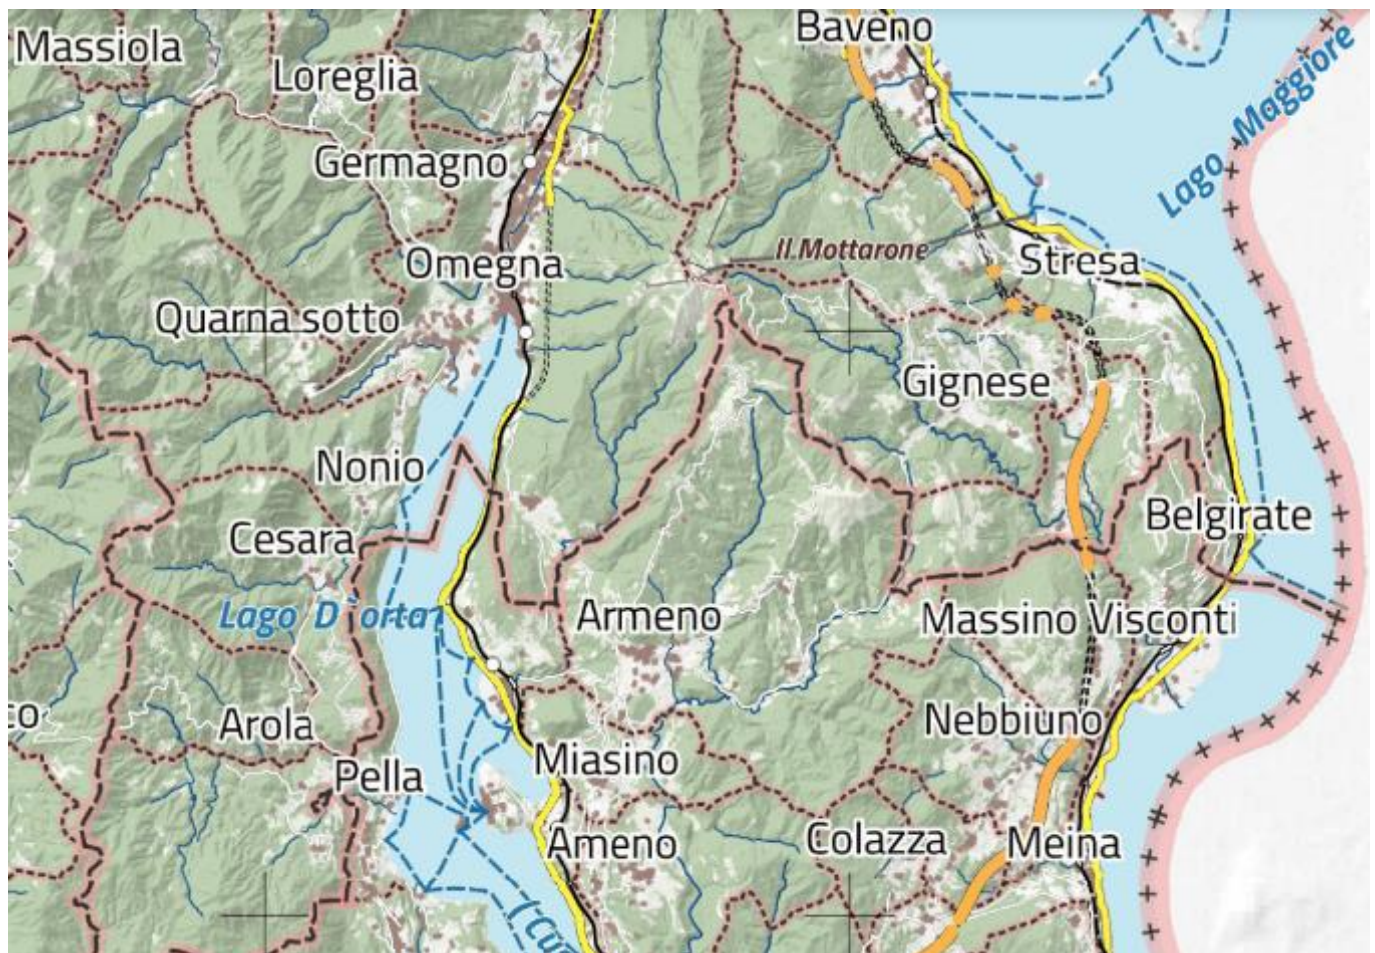 Baveno
Massiola
Loreglia
Lago Maggiore
Germagno
Il Mottarone
Omegna
Stresa
Quarna sotto
Gignese
Nonio
Belgirate
Cesara
Lago D'orta
Armeno
Massino Visconti
co
Arola
Nebbiuno
Pella
Miasino
Colazza
Meina
Ameno